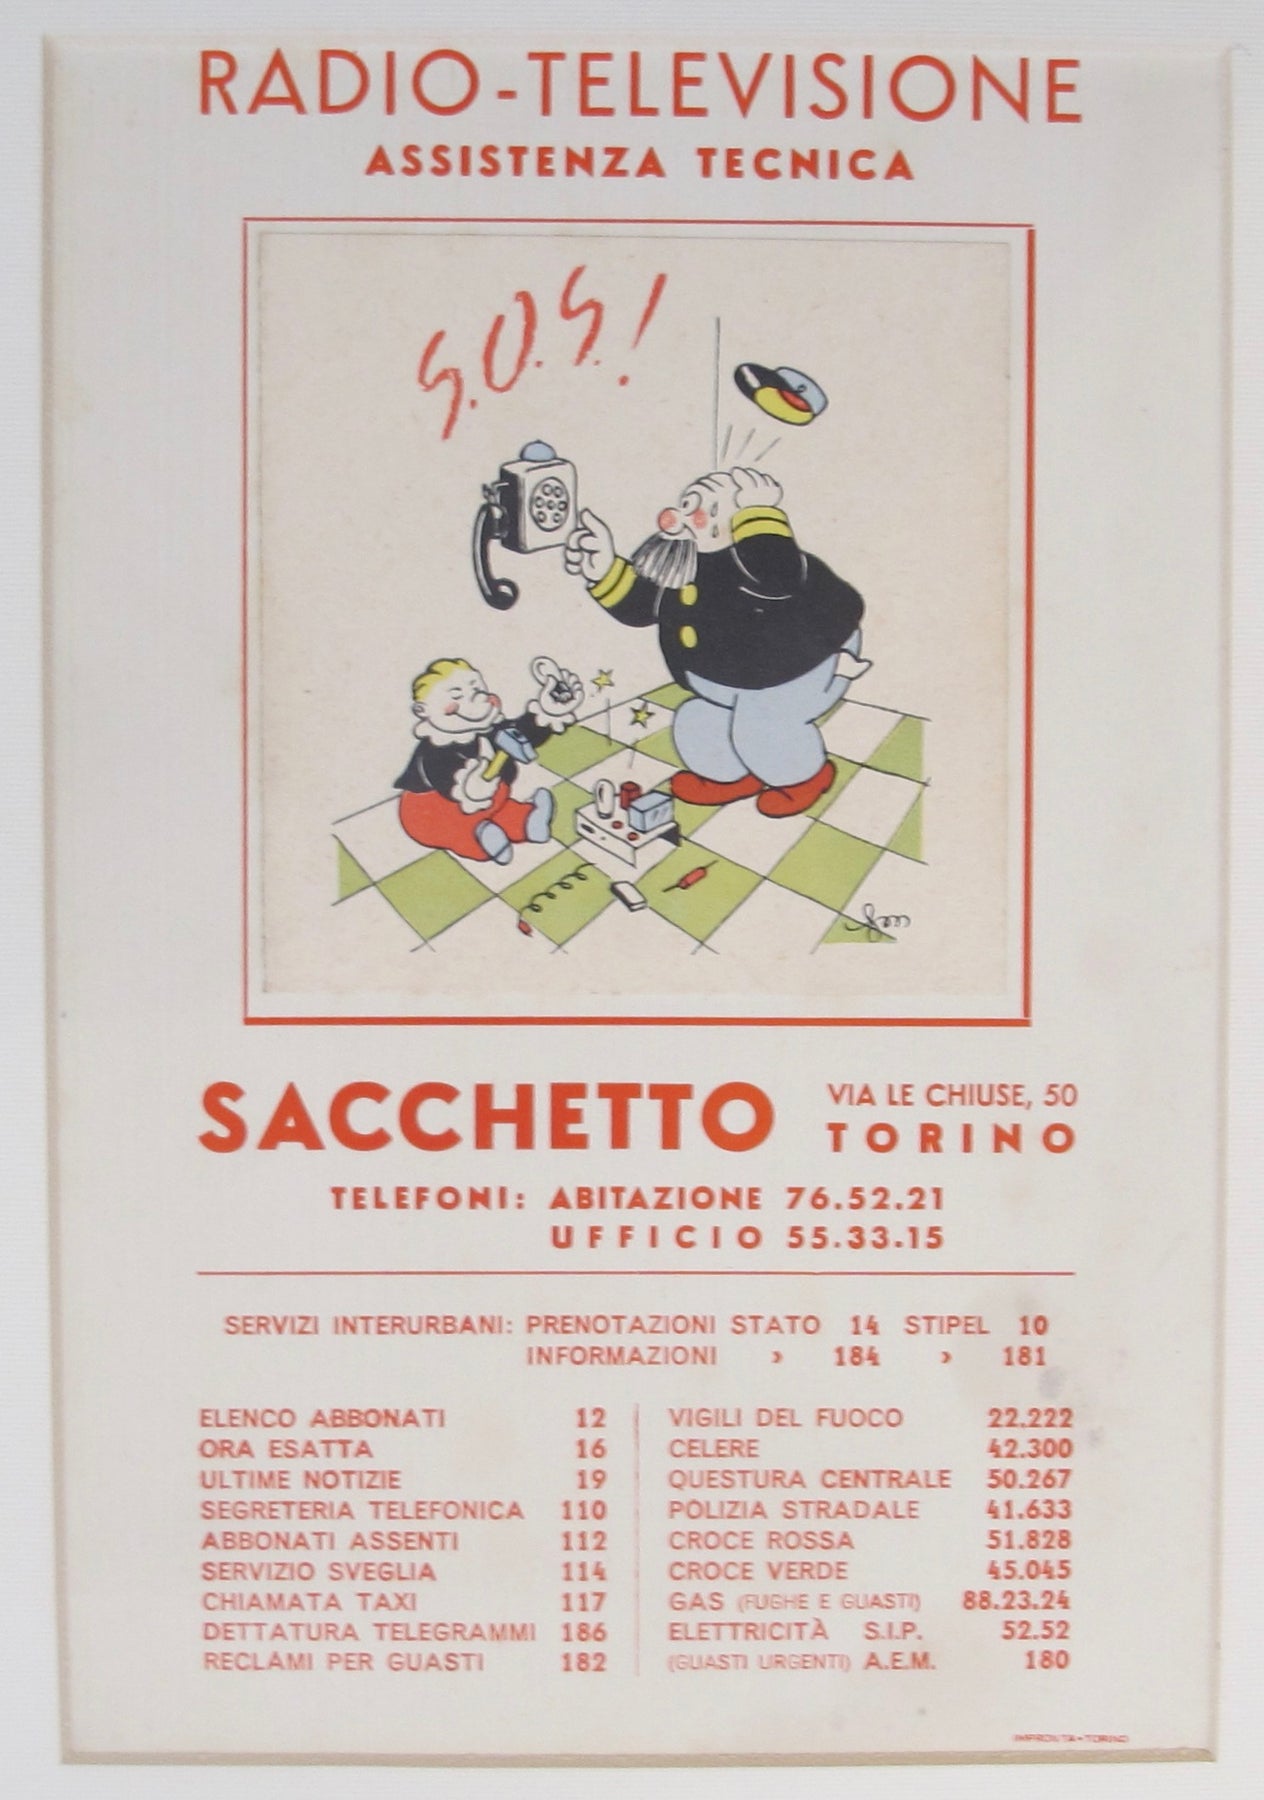 RADIO-TELEVISIONE
ASSISTENZA TECNICA
S.O.S.!
SACCHETTO
VIA LE CHIUSE, 50
TORINO
TELEFONI: ABITAZIONE 76.52.21
UFFICIO 55.33.15
SERVIZI INTERURBANI: PRENOTAZIONI STATO 14 STIPEL 10
INFORMAZIONI › 184 › 181
ELENCO ABBONATI 12
ORA ESATTA 16
ULTIME NOTIZIE 19
SEGRETERIA TELEFONICA 110
ABBONATI ASSENTI 112
SERVIZIO SVEGLIA 114
CHIAMATA TAXI 117
DETTATURA TELEGRAMMI 186
RECLAMI PER GUASTI 182
VIGILI DEL FUOCO 22.222
CELERE 42.300
QUESTURA CENTRALE 50.267
POLIZIA STRADALE 41.633
CROCE ROSSA 51.828
CROCE VERDE 45.045
GAS (FUGHE E GUASTI) 88.23.24
ELETTRICITÀ S.I.P. 52.52
(GUASTI URGENTI) A.E.M. 180
IMPRONTA - TORINO